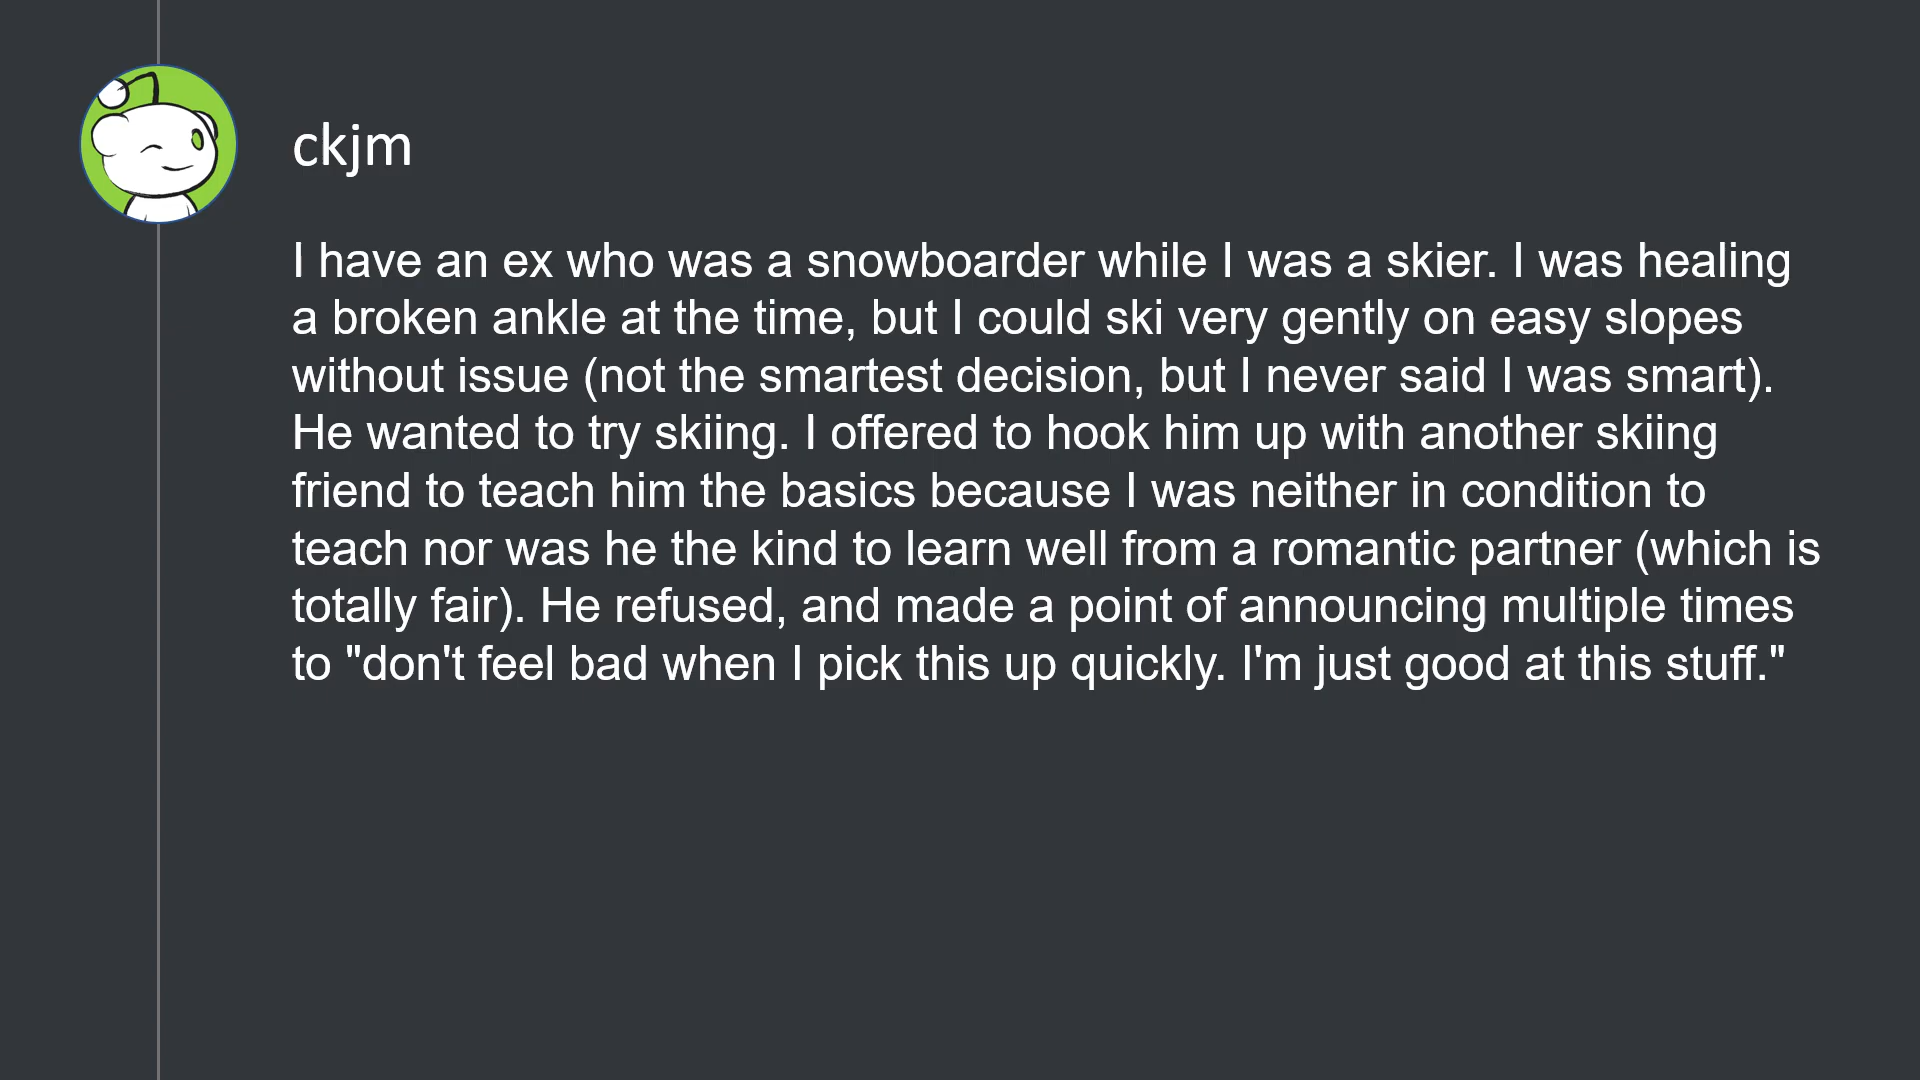 ckjm
I have an ex who was a snowboarder while I was a skier. I was healing
a broken ankle at the time, but I could ski very gently on easy slopes
without issue (not the smartest decision, but I never said I was smart).
He wanted to try skiing. I offered to hook him up with another skiing
friend to teach him the basics because I was neither in condition to
teach nor was he the kind to learn well from a romantic partner (which is
totally fair). He refused, and made a point of announcing multiple times
to "don't feel bad when I pick this up quickly. I'm just good at this stuff."